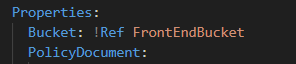 Properties:
Bucket: !Ref FrontEndBucket
PolicyDocument: